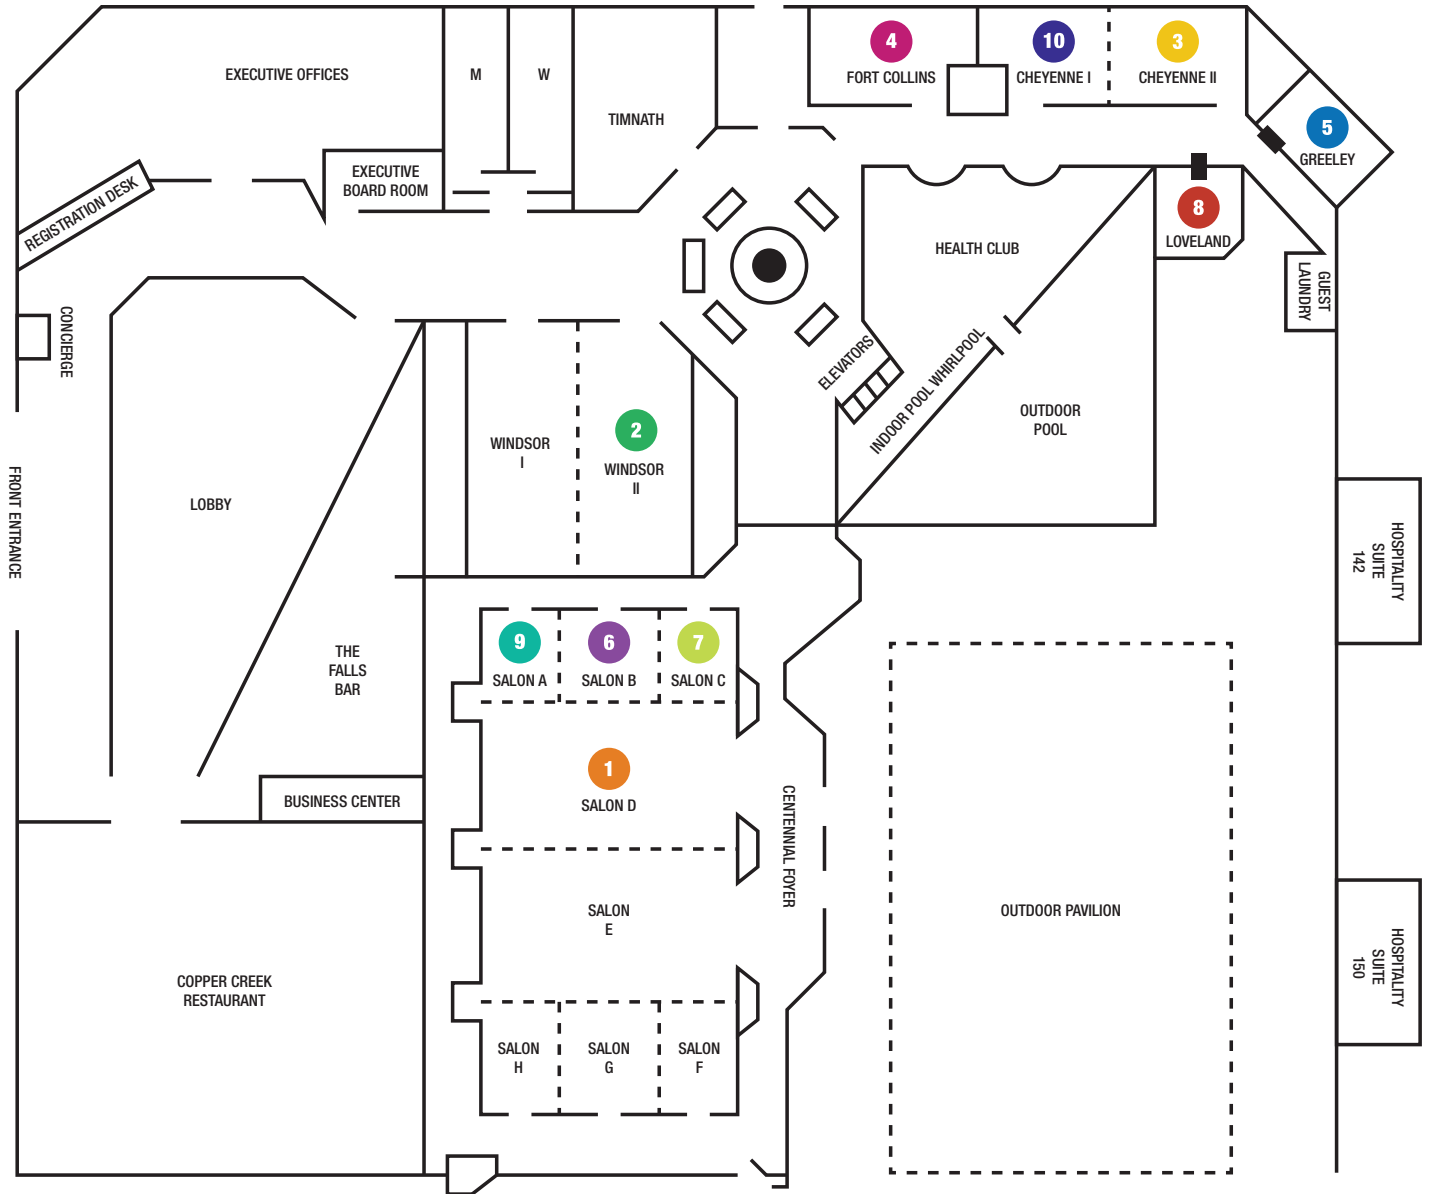 4
10
3
FORT COLLINS
CHEYENNE I
CHEYENNE II
EXECUTIVE OFFICES
M
W
TIMNATH
5
GREELEY
EXECUTIVE
BOARD ROOM
REGISTRATION DESK
8
LOVELAND
HEALTH CLUB
GUEST
LAUNDRY
CONCIERGE
ELEVATORS
INDOOR POOL WHIRLPOOL
OUTDOOR
POOL
WINDSOR
I
2
WINDSOR
II
FRONT ENTRANCE
LOBBY
HOSPITALITY
SUITE
142
9
6
7
SALON A
SALON B
SALON C
THE
FALLS
BAR
1
SALON D
BUSINESS CENTER
CENTENNIAL FOYER
SALON
E
OUTDOOR PAVILION
HOSPITALITY
SUITE
150
COPPER CREEK
RESTAURANT
SALON
H
SALON
G
SALON
F